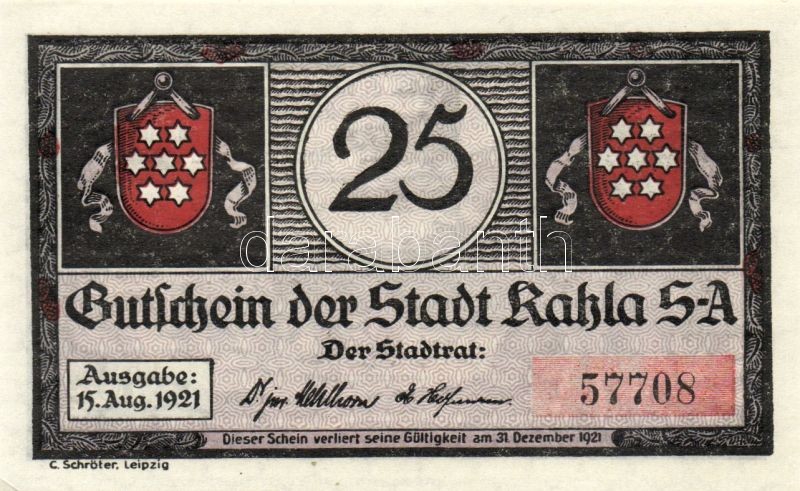 25
darabanth
Gutschein der Stadt Kahla S-A
Der Stadtrat:
Ausgabe:
15. Aug. 1921
57708
Dieser Schein verliert seine Gültigkeit am 31. Dezember 1921
C. Schröter, Leipzig